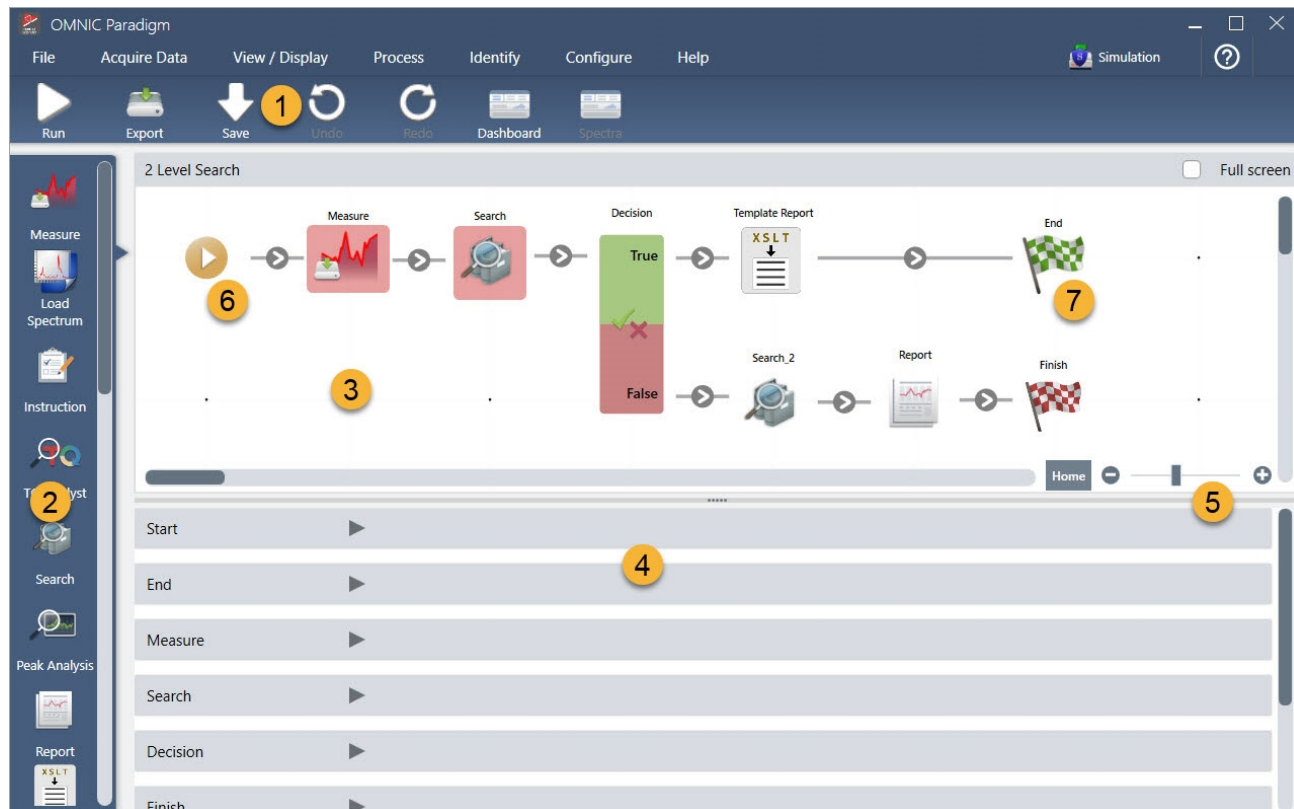 OMNIC Paradigm
File Acquire Data View / Display Process Identify Configure Help Simulation
Run Export Save 1 Undo Redo Dashboard Spectra
2 Level Search Full screen
Measure
Load
Spectrum
Instruction
2
Search
Peak Analysis
Report
XSLT
Measure Search Decision Template Report End
True XSLT
6 7
3
Search_2 Report Finish
False
Home
5
Start
4
End
Measure
Search
Decision
Finish